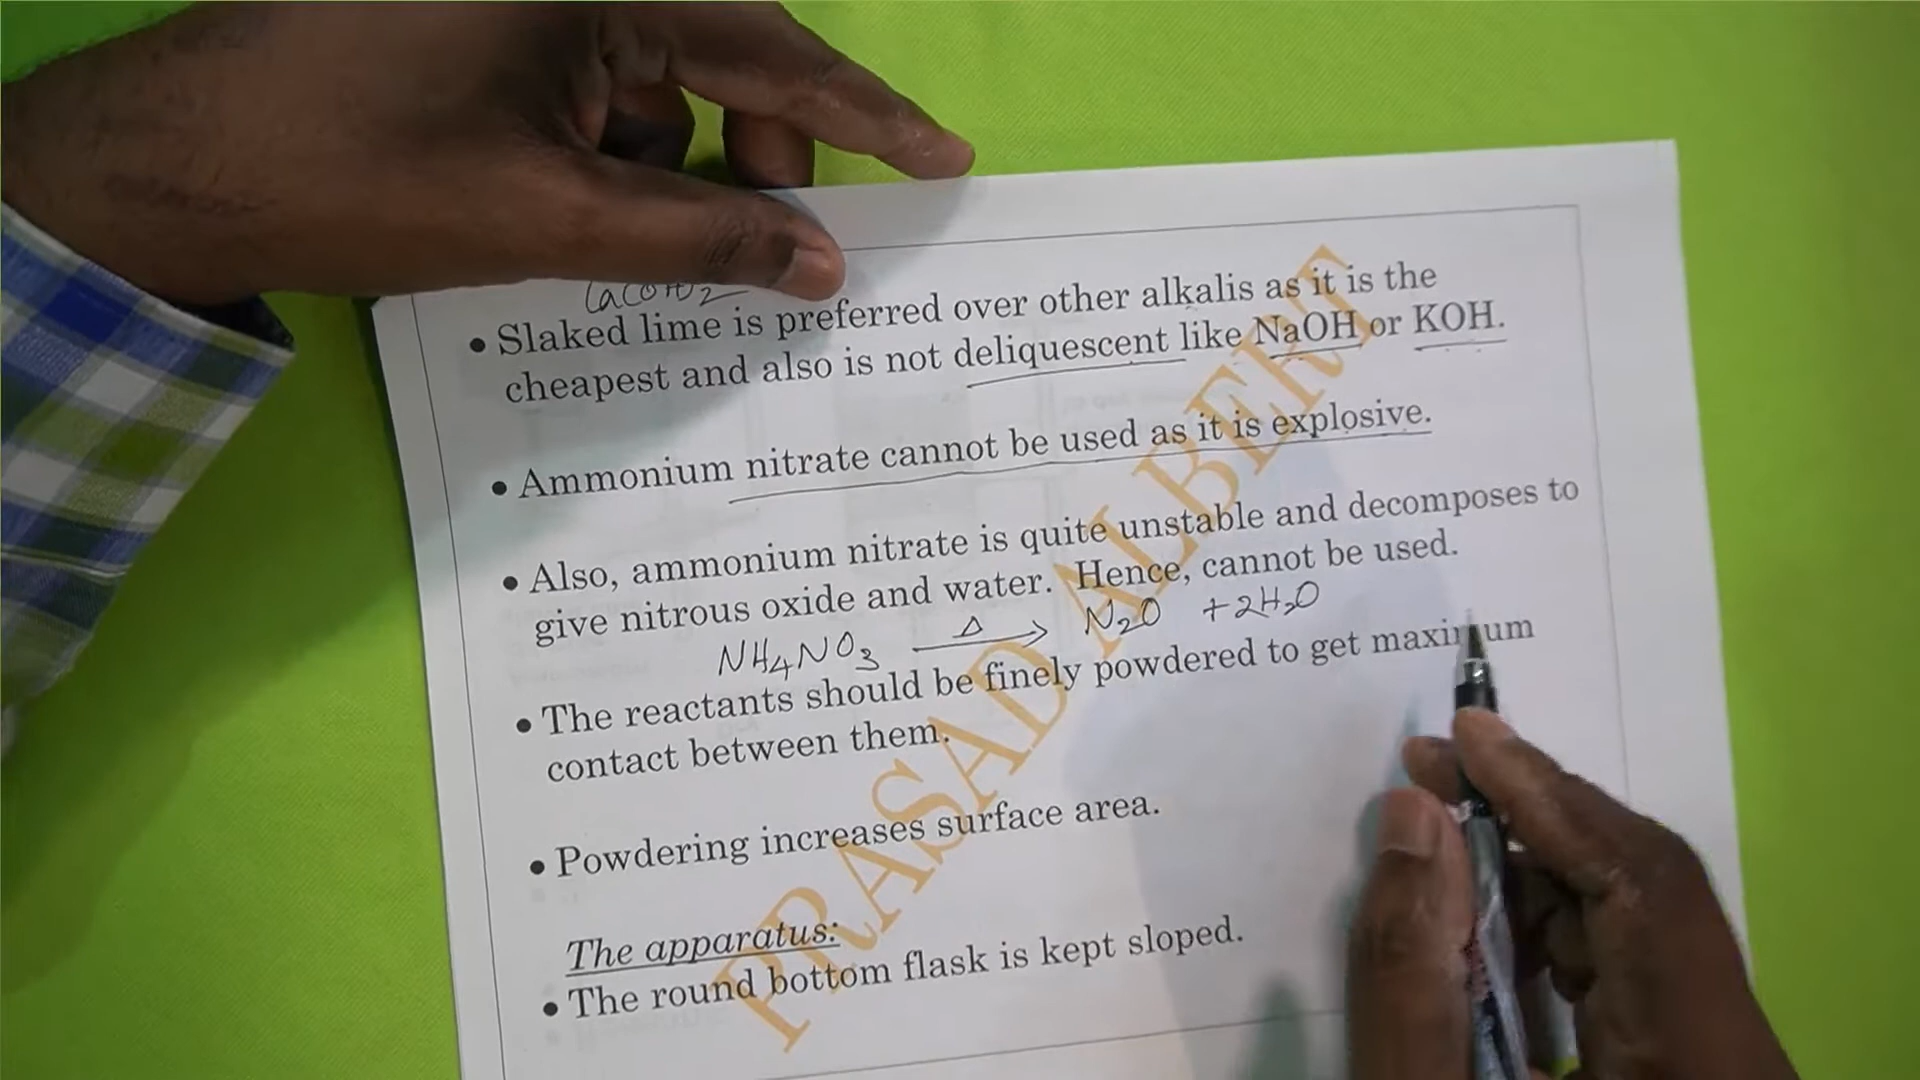 Ca(OH)2
• Slaked lime is preferred over other alkalis as it is the
cheapest and also is not deliquescent like NaOH or KOH.
• Ammonium nitrate cannot be used as it is explosive.
• Also, ammonium nitrate is quite unstable and decomposes to
give nitrous oxide and water. Hence, cannot be used.
NH4NO3 Δ→ N2O + 2H2O
• The reactants should be finely powdered to get maximum
contact between them.
• Powdering increases surface area.
The apparatus:
• The round bottom flask is kept sloped.
PRASAD ALBERT